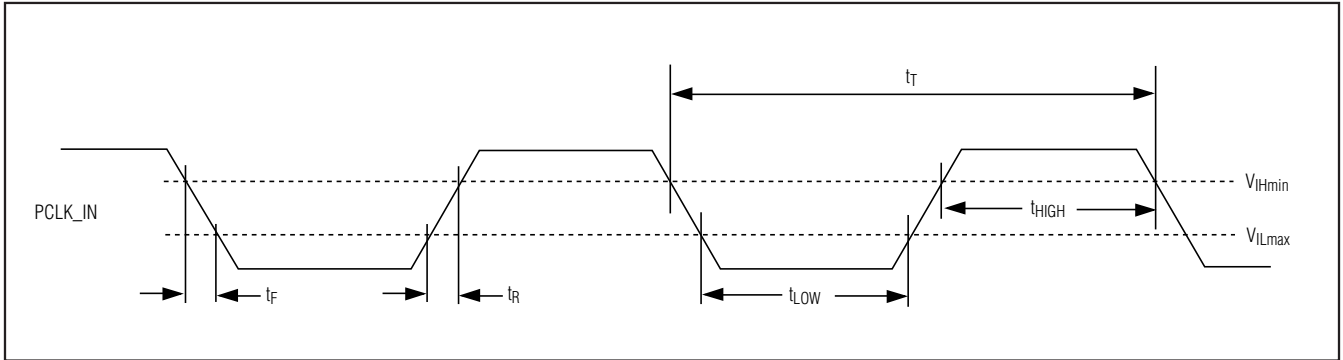 tT
VIHmin
PCLK_IN
tHIGH
VILmax
tF
tR
tLOW